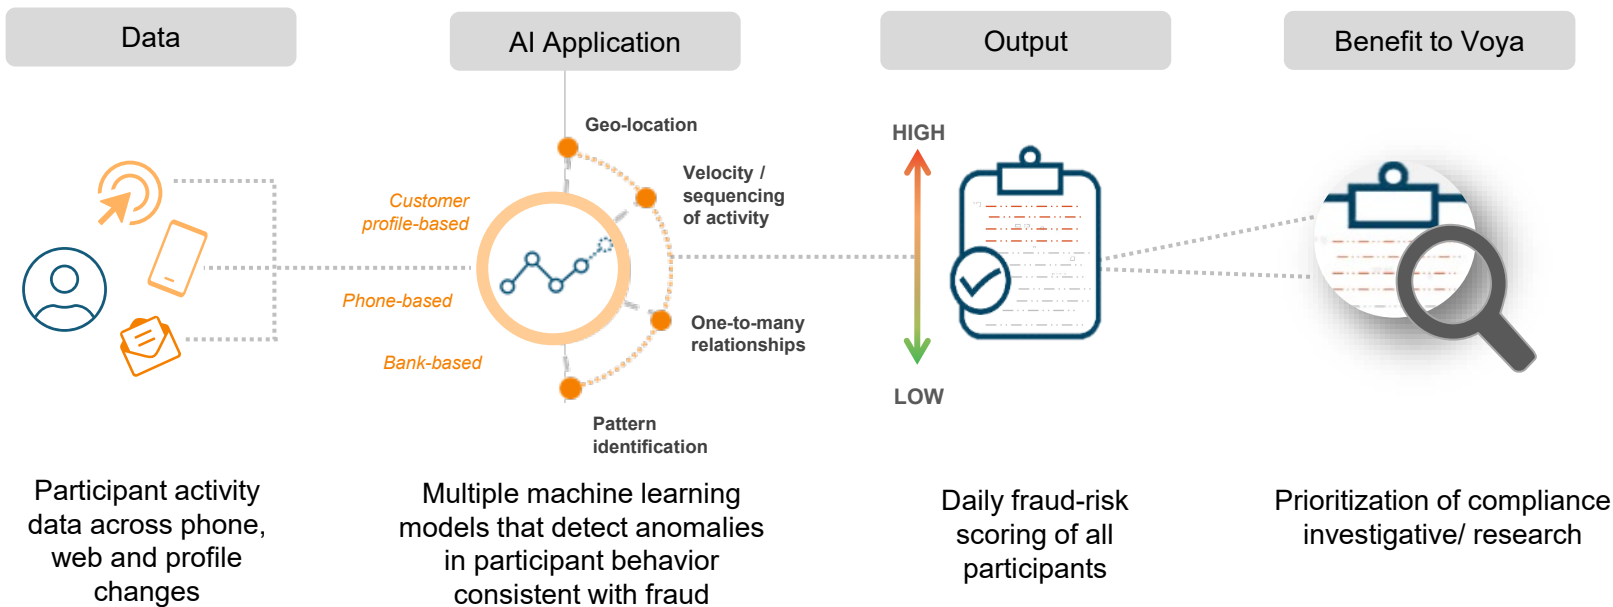 Data
AI Application
Output
Benefit to Voya
Geo-location
Velocity /
sequencing
of activity
Customer
profile-based
Phone-based
Bank-based
One-to-many
relationships
Pattern
identification
HIGH
LOW
Participant activity
data across phone,
web and profile
changes
Multiple machine learning
models that detect anomalies
in participant behavior
consistent with fraud
Daily fraud-risk
scoring of all
participants
Prioritization of compliance
investigative/ research